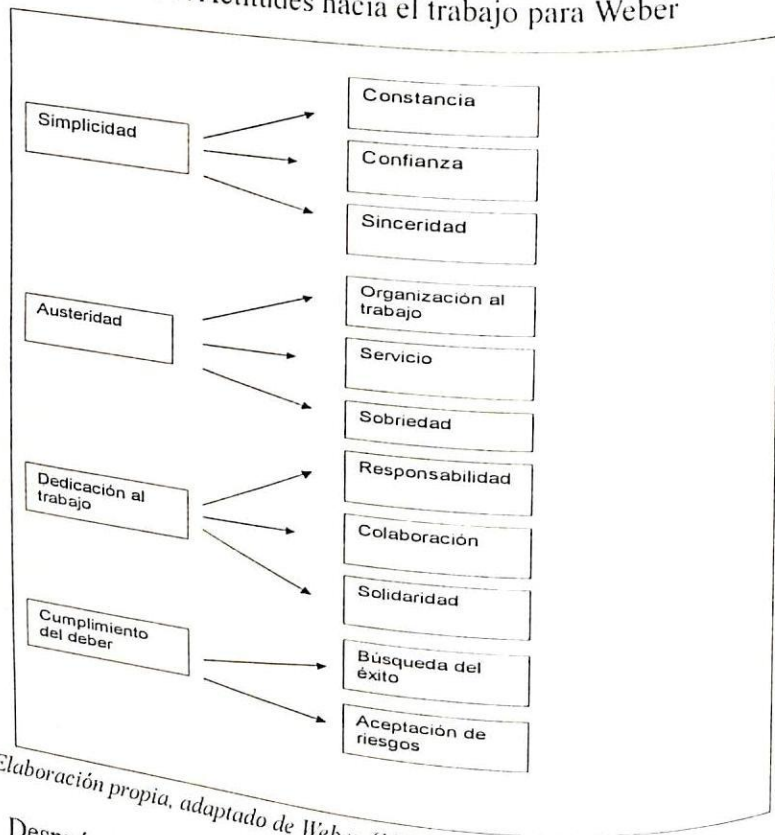 Actitudes hacia el trabajo para Weber
Simplicidad
Constancia
Confianza
Sinceridad
Austeridad
Organización al
trabajo
Servicio
Sobriedad
Dedicación al
trabajo
Responsabilidad
Colaboración
Solidaridad
Cumplimiento
del deber
Búsqueda del
éxito
Aceptación de
riesgos
Elaboración propia, adaptado de Weber